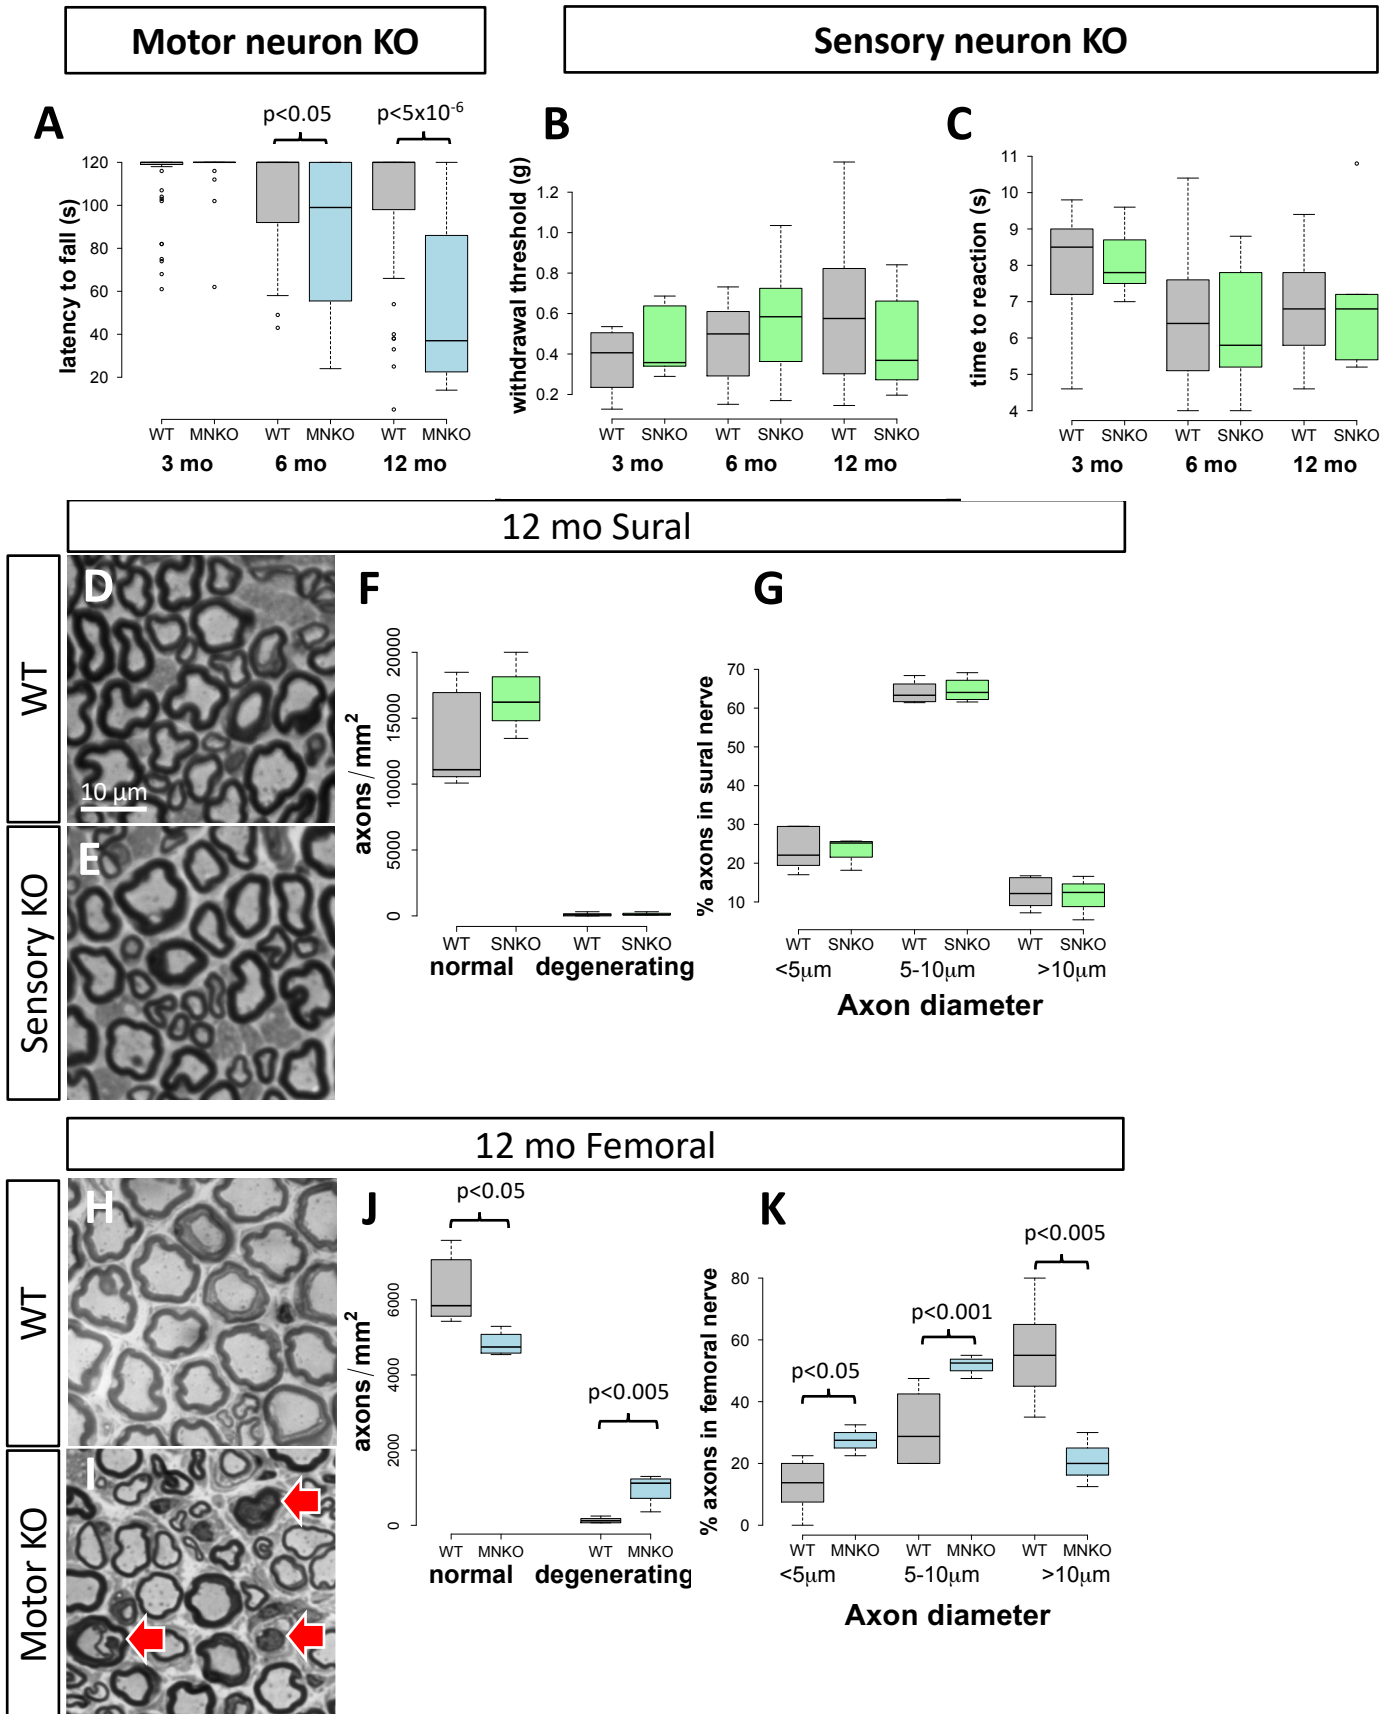 Motor neuron KO
Sensory neuron KO
A
p<0.05
p<5x10-6
latency to fall (s)
120
100
80
60
40
20
WT MNKO WT MNKO WT MNKO
3 mo 6 mo 12 mo
B
withdrawal threshold (g)
1.2
1.0
0.8
0.6
0.4
0.2
WT SNKO WT SNKO WT SNKO
3 mo 6 mo 12 mo
C
time to reaction (s)
11
10
9
8
7
6
5
4
WT SNKO WT SNKO WT SNKO
3 mo 6 mo 12 mo
12 mo Sural
WT
D
10 µm
Sensory KO
E
F
axons/mm2
20000
15000
10000
5000
0
WT SNKO WT SNKO
normal degenerating
G
% axons in sural nerve
70
60
50
40
30
20
10
WT SNKO WT SNKO WT SNKO
<5µm 5-10µm >10µm
Axon diameter
12 mo Femoral
WT
H
Motor KO
I
J
p<0.05
p<0.005
axons/mm2
6000
4000
2000
0
WT MNKO WT MNKO
normal degenerating
K
p<0.005
p<0.001
p<0.05
% axons in femoral nerve
80
60
40
20
0
WT MNKO WT MNKO WT MNKO
<5µm 5-10µm >10µm
Axon diameter